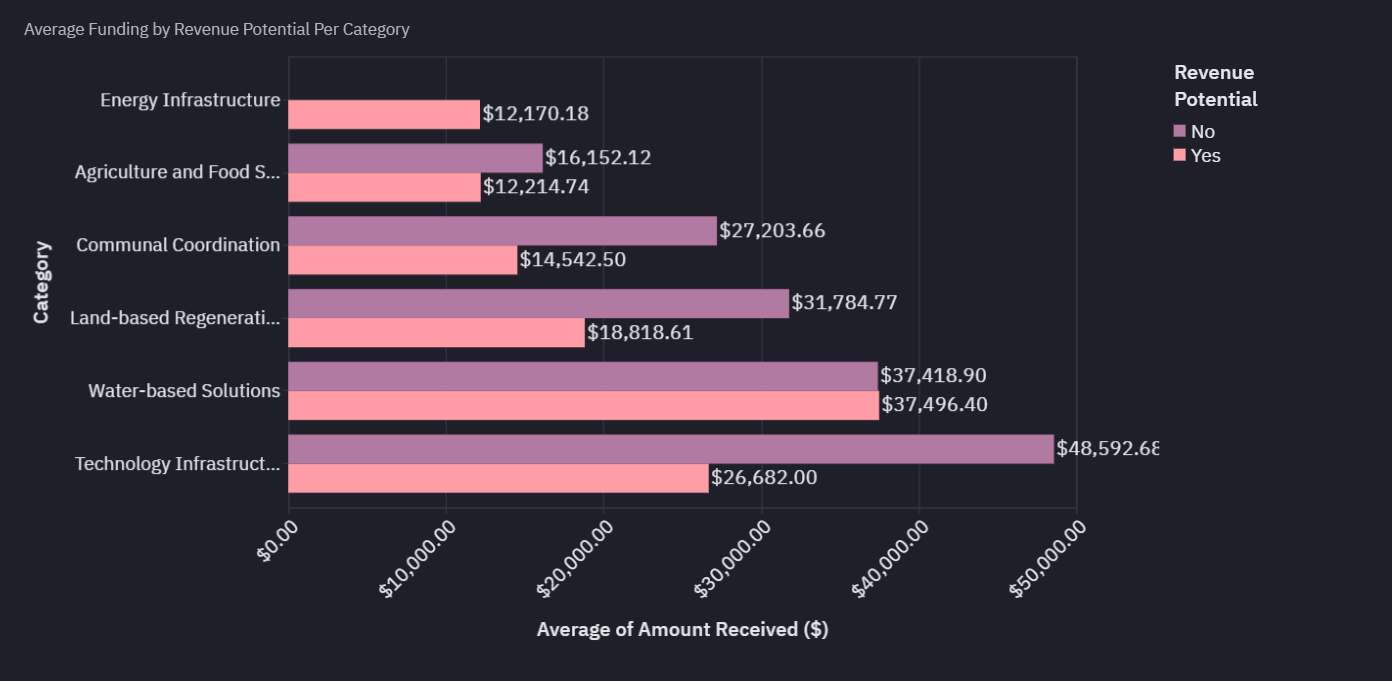 Average Funding by Revenue Potential Per Category
Revenue
Potential
No
Yes
Category
Energy Infrastructure
$12,170.18
Agriculture and Food S...
$16,152.12
$12,214.74
Communal Coordination
$27,203.66
$14,542.50
Land-based Regenerati...
$31,784.77
$18,818.61
Water-based Solutions
$37,418.90
$37,496.40
Technology Infrastruct...
$48,592.68
$26,682.00
$0.00
$10,000.00
$20,000.00
$30,000.00
$40,000.00
$50,000.00
Average of Amount Received ($)